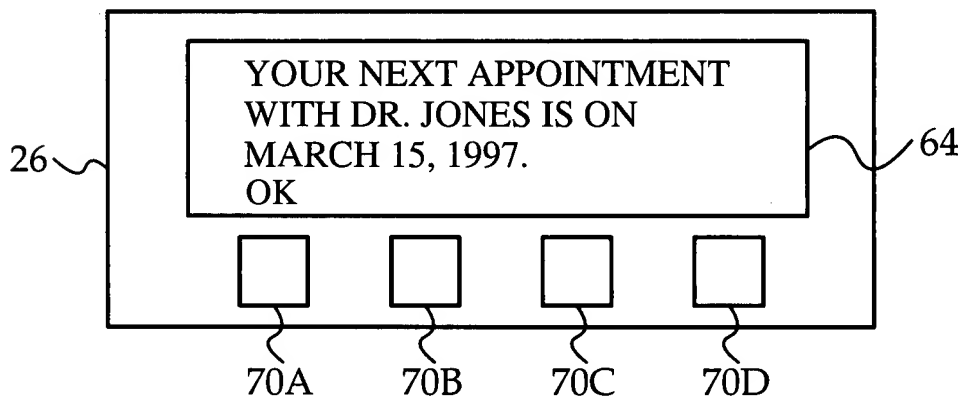 YOUR NEXT APPOINTMENT
WITH DR. JONES IS ON
MARCH 15, 1997.
OK
26
64
70A 70B 70C 70D